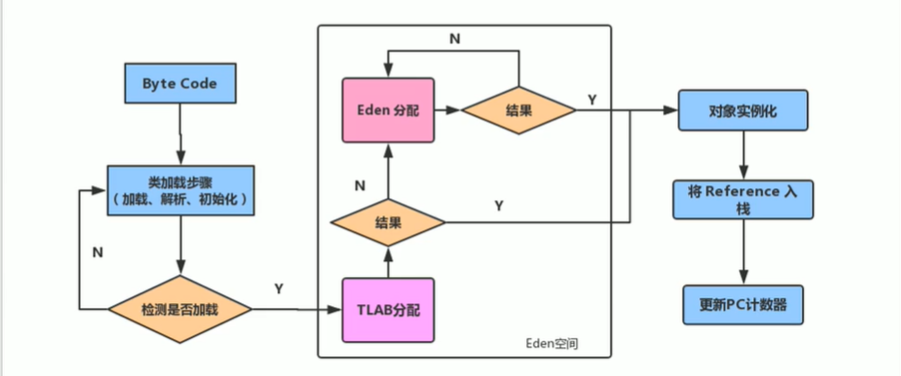 Byte Code
类加载步骤
（加载、解析、初始化）
N
检测是否加载
Y
TLAB分配
结果
N
Y
Eden 分配
N
结果
Y
Eden空间
对象实例化
将 Reference 入
栈
更新PC计数器